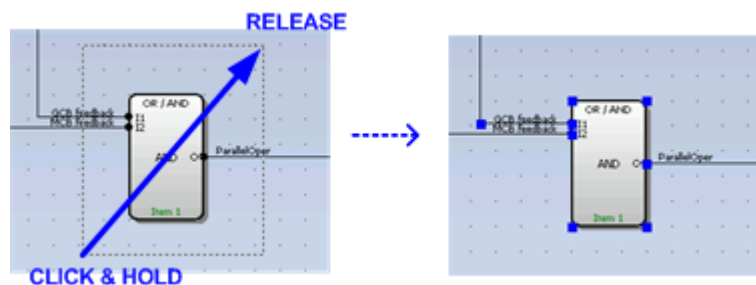 RELEASE
OR / AND
GCB feedback
I1
MCB feedback
I2
AND
O
ParallelOper
Item 1
CLICK & HOLD
OR / AND
GCB feedback
I1
MCB feedback
I2
AND
O
ParallelOper
Item 1